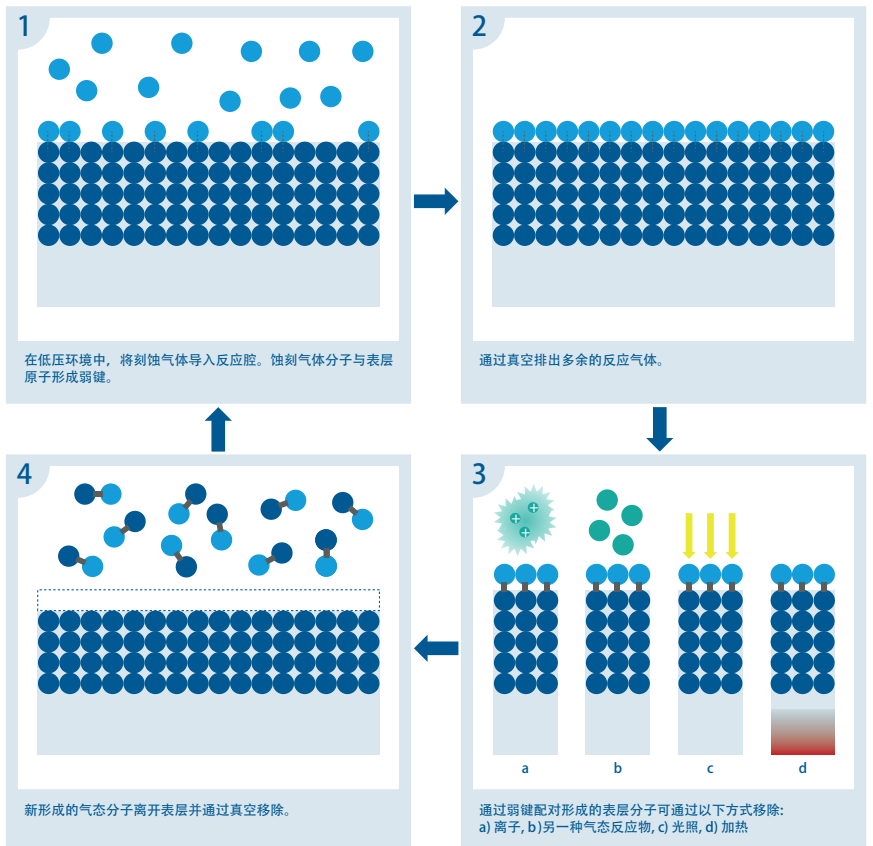 1
在低压环境中，将刻蚀气体导入反应腔。蚀刻气体分子与表层
原子形成弱键。
2
通过真空排出多余的反应气体。
3
+
+
+
a
b
c
d
通过弱键配对形成的表层分子可通过以下方式移除:
a) 离子, b)另一种气态反应物, c) 光照, d) 加热
4
新形成的气态分子离开表层并通过真空移除。